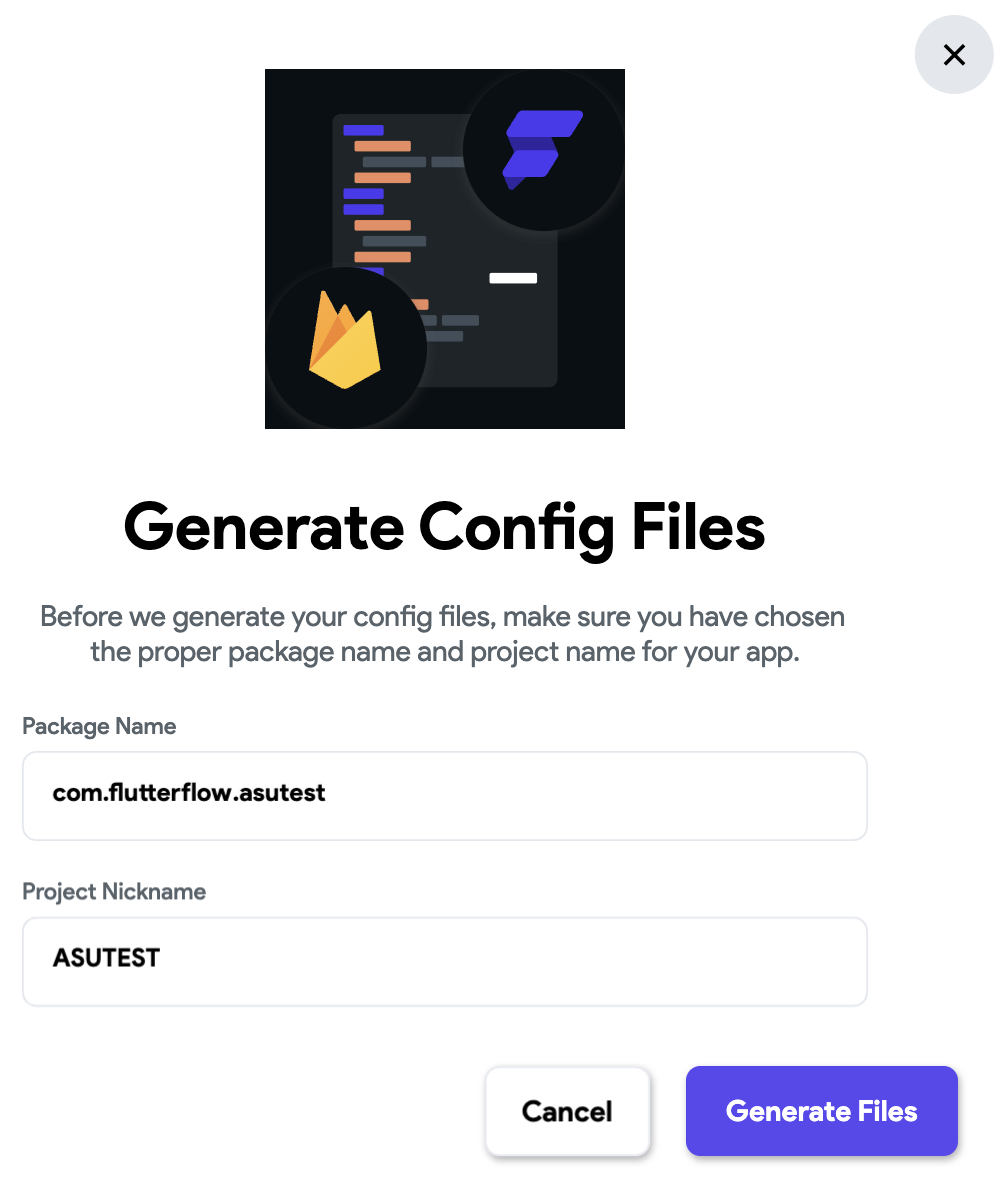 Generate Config Files
Before we generate your config files, make sure you have chosen
the proper package name and project name for your app.
Package Name
com.flutterflow.asutest
Project Nickname
ASUTEST
Cancel
Generate Files